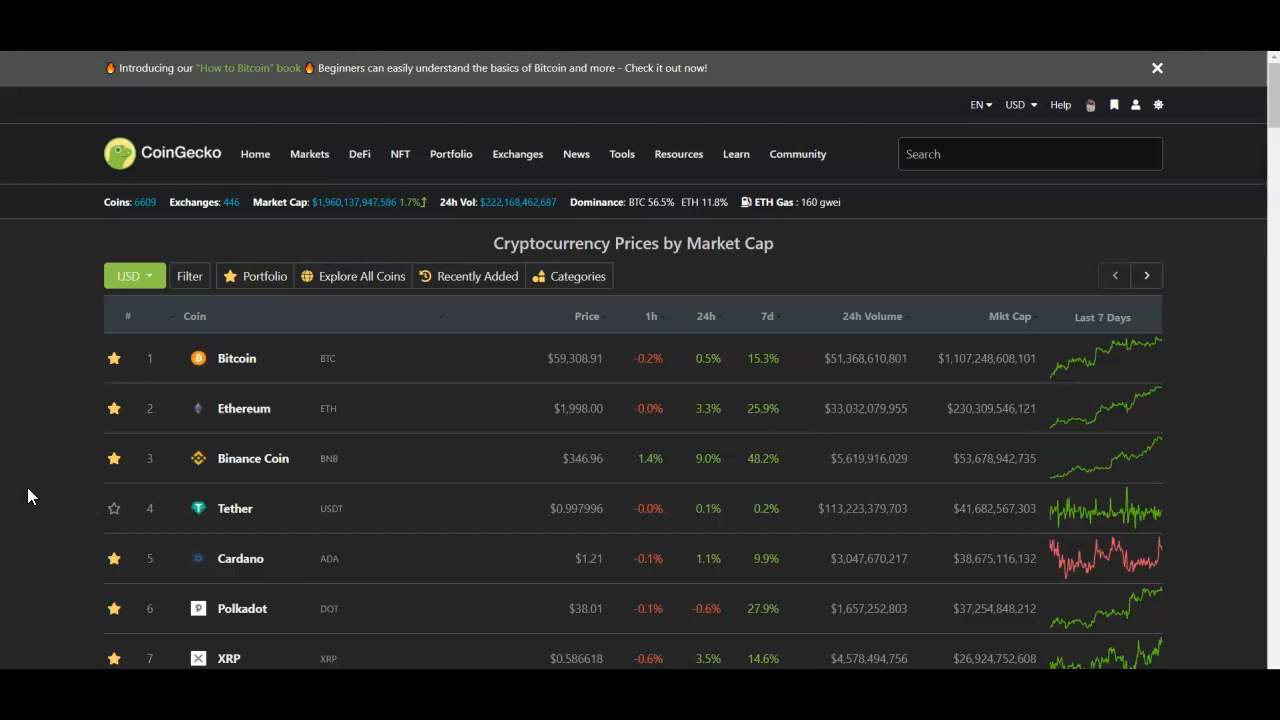 🔥 Introducing our "How to Bitcoin" book 🔥 Beginners can easily understand the basics of Bitcoin and more - Check it out now!
EN USD Help
CoinGecko Home Markets DeFi NFT Portfolio Exchanges News Tools Resources Learn Community Search
Coins: 6609 Exchanges: 446 Market Cap: $1,960,137,947,586 1.7% 24h Vol: $222,168,462,687 Dominance: BTC 56.5% ETH 11.8% ETH Gas : 160 gwei
Cryptocurrency Prices by Market Cap
USD Filter Portfolio Explore All Coins Recently Added Categories
# Coin Price 1h 24h 7d 24h Volume Mkt Cap Last 7 Days
1 Bitcoin BTC $59,308.91 -0.2% 0.5% 15.3% $51,368,610,801 $1,107,248,608,101
2 Ethereum ETH $1,998.00 -0.0% 3.3% 25.9% $33,032,079,955 $230,309,546,121
3 Binance Coin BNB $346.96 1.4% 9.0% 48.2% $5,619,916,029 $53,678,942,735
4 Tether USDT $0.997996 -0.0% 0.1% 0.2% $113,223,379,703 $41,682,567,303
5 Cardano ADA $1.21 -0.1% 1.1% 9.9% $3,047,670,217 $38,675,116,132
6 Polkadot DOT $38.01 -0.1% -0.6% 27.9% $1,657,252,803 $37,254,848,212
7 XRP XRP $0.586618 -0.6% 3.5% 14.6% $4,578,494,756 $26,924,752,608